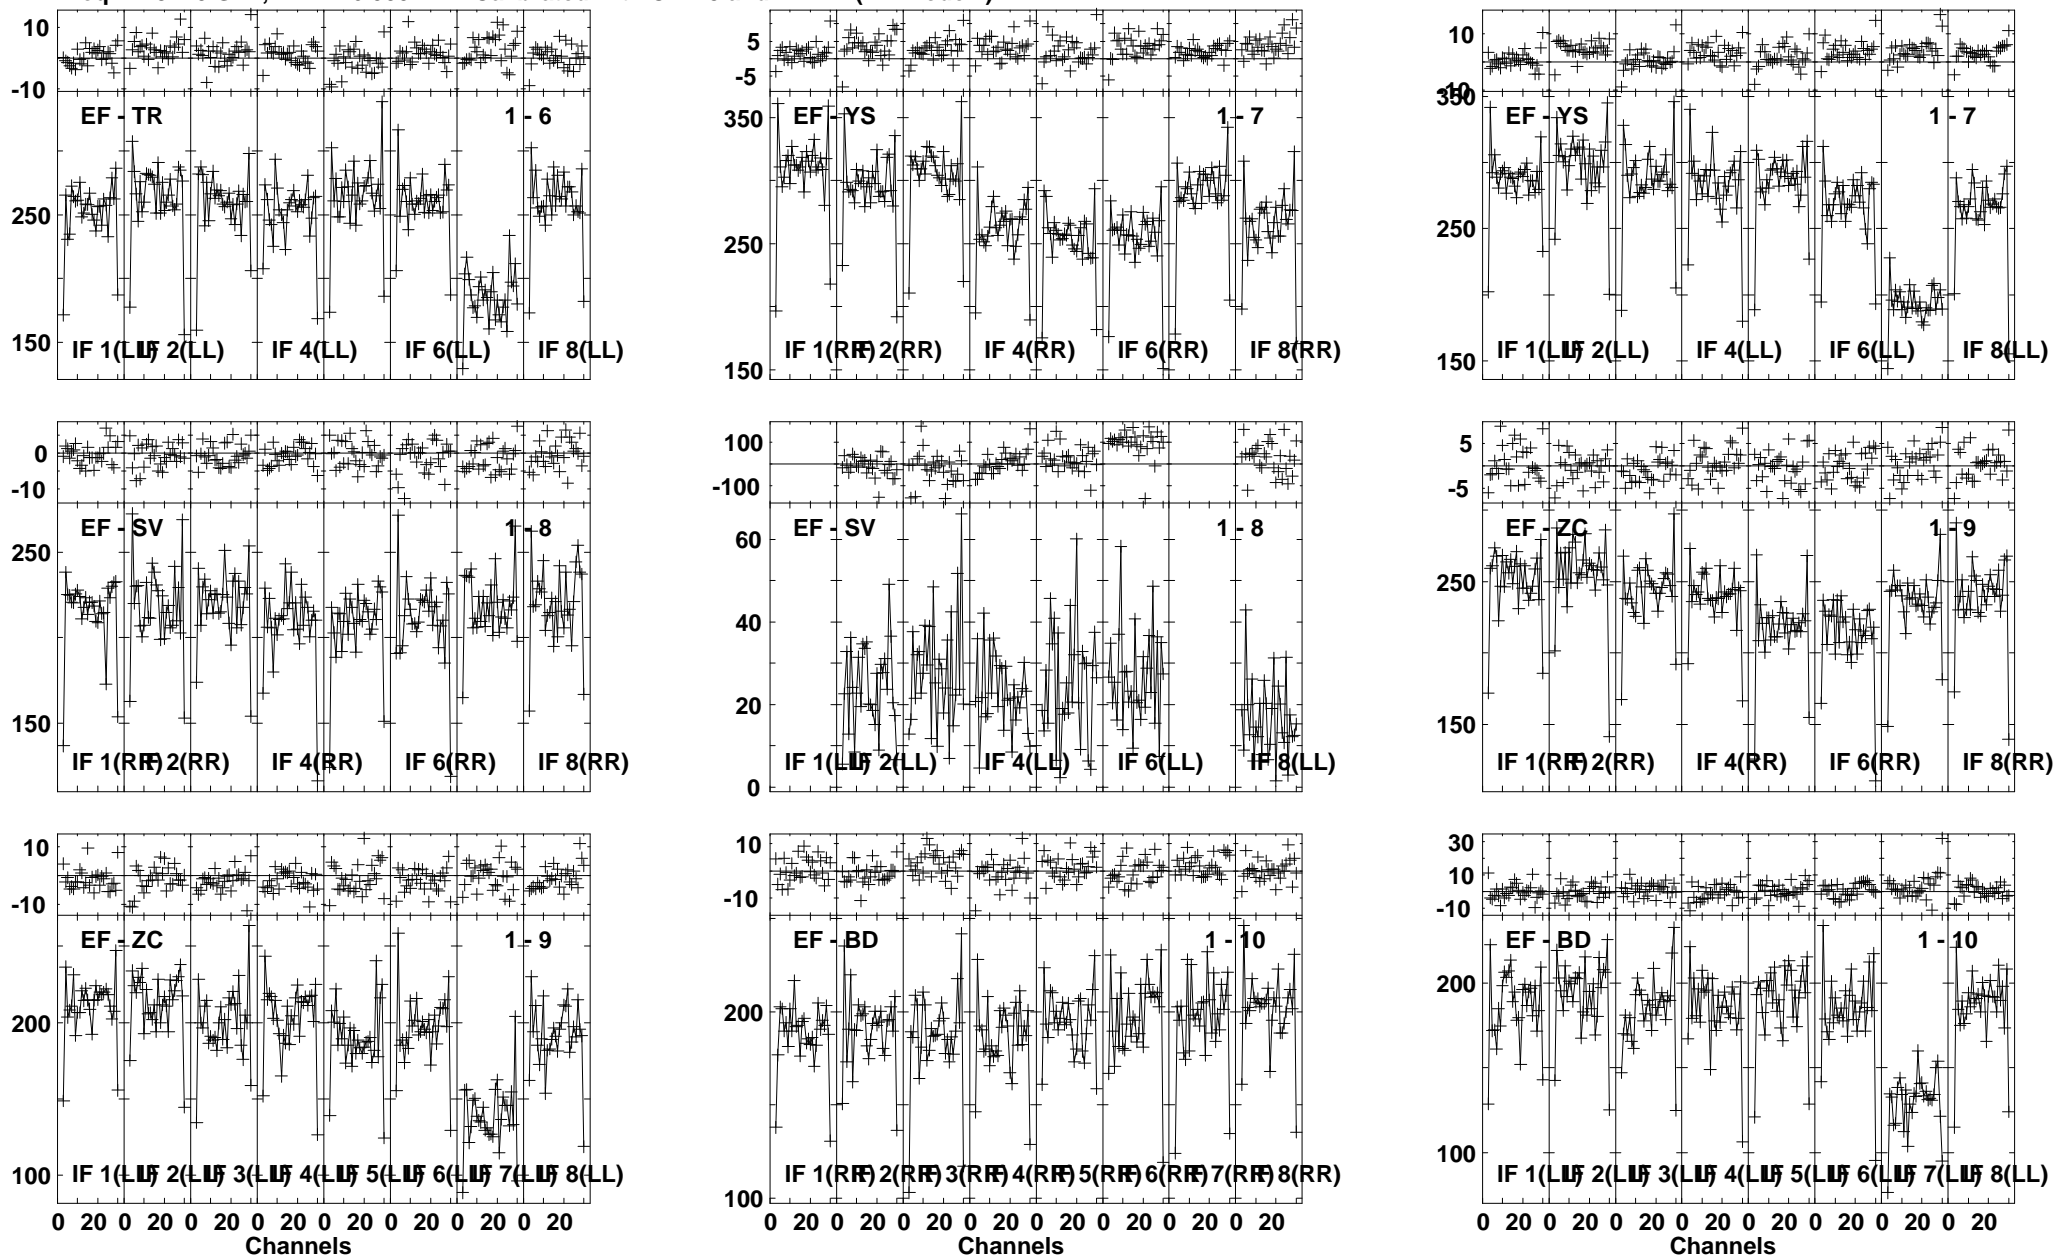 10
-10
EF - TR 1 - 6
250
150
IF 1(LL) IF 2(LL) IF 4(LL) IF 6(LL) IF 8(LL)
5
-5
350
EF - YS 1 - 7
250
150
IF 1(RR) IF 2(RR) IF 4(RR) IF 6(RR) IF 8(RR)
10
-10
350
EF - YS 1 - 7
250
150
IF 1(LL) IF 2(LL) IF 4(LL) IF 6(LL) IF 8(LL)
0
-10
EF - SV 1 - 8
250
150
IF 1(RR) IF 2(RR) IF 4(RR) IF 6(RR) IF 8(RR)
100
-100
EF - SV 1 - 8
60
40
20
0
IF 1(LL) IF 2(LL) IF 4(LL) IF 6(LL) IF 8(LL)
5
-5
EF - ZC 1 - 9
250
150
IF 1(RR) IF 2(RR) IF 4(RR) IF 6(RR) IF 8(RR)
10
-10
EF - ZC 1 - 9
200
100
IF 1(LL) IF 2(LL) IF 3(LL) IF 4(LL) IF 5(LL) IF 6(LL) IF 7(LL) IF 8(LL)
0 20 0 20 0 20 0 20 0 20 0 20 0 20 0 20
Channels
10
-10
EF - BD 1 - 10
200
100
IF 1(RR) IF 2(RR) IF 3(RR) IF 4(RR) IF 5(RR) IF 6(RR) IF 7(RR) IF 8(RR)
0 20 0 20 0 20 0 20 0 20 0 20 0 20 0 20
Channels
30
10
-10
EF - BD 1 - 10
200
100
IF 1(LL) IF 2(LL) IF 3(LL) IF 4(LL) IF 5(LL) IF 6(LL) IF 7(LL) IF 8(LL)
0 20 0 20 0 20 0 20 0 20 0 20 0 20 0 20
Channels